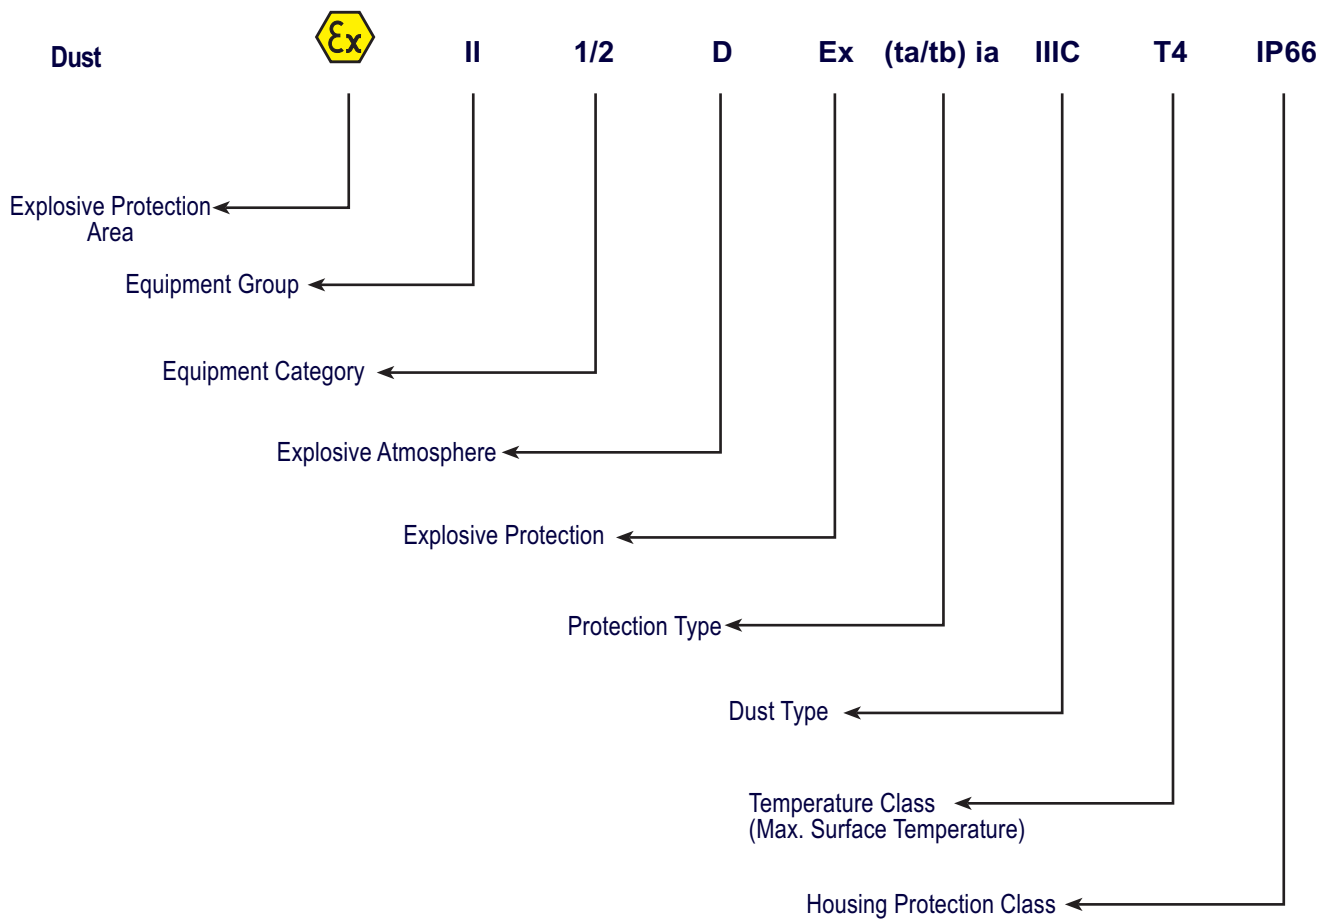 Dust Ex II 1/2 D Ex (ta/tb) ia IIIC T4 IP66
Explosive Protection
Area
Equipment Group
Equipment Category
Explosive Atmosphere
Explosive Protection
Protection Type
Dust Type
Temperature Class
(Max. Surface Temperature)
Housing Protection Class